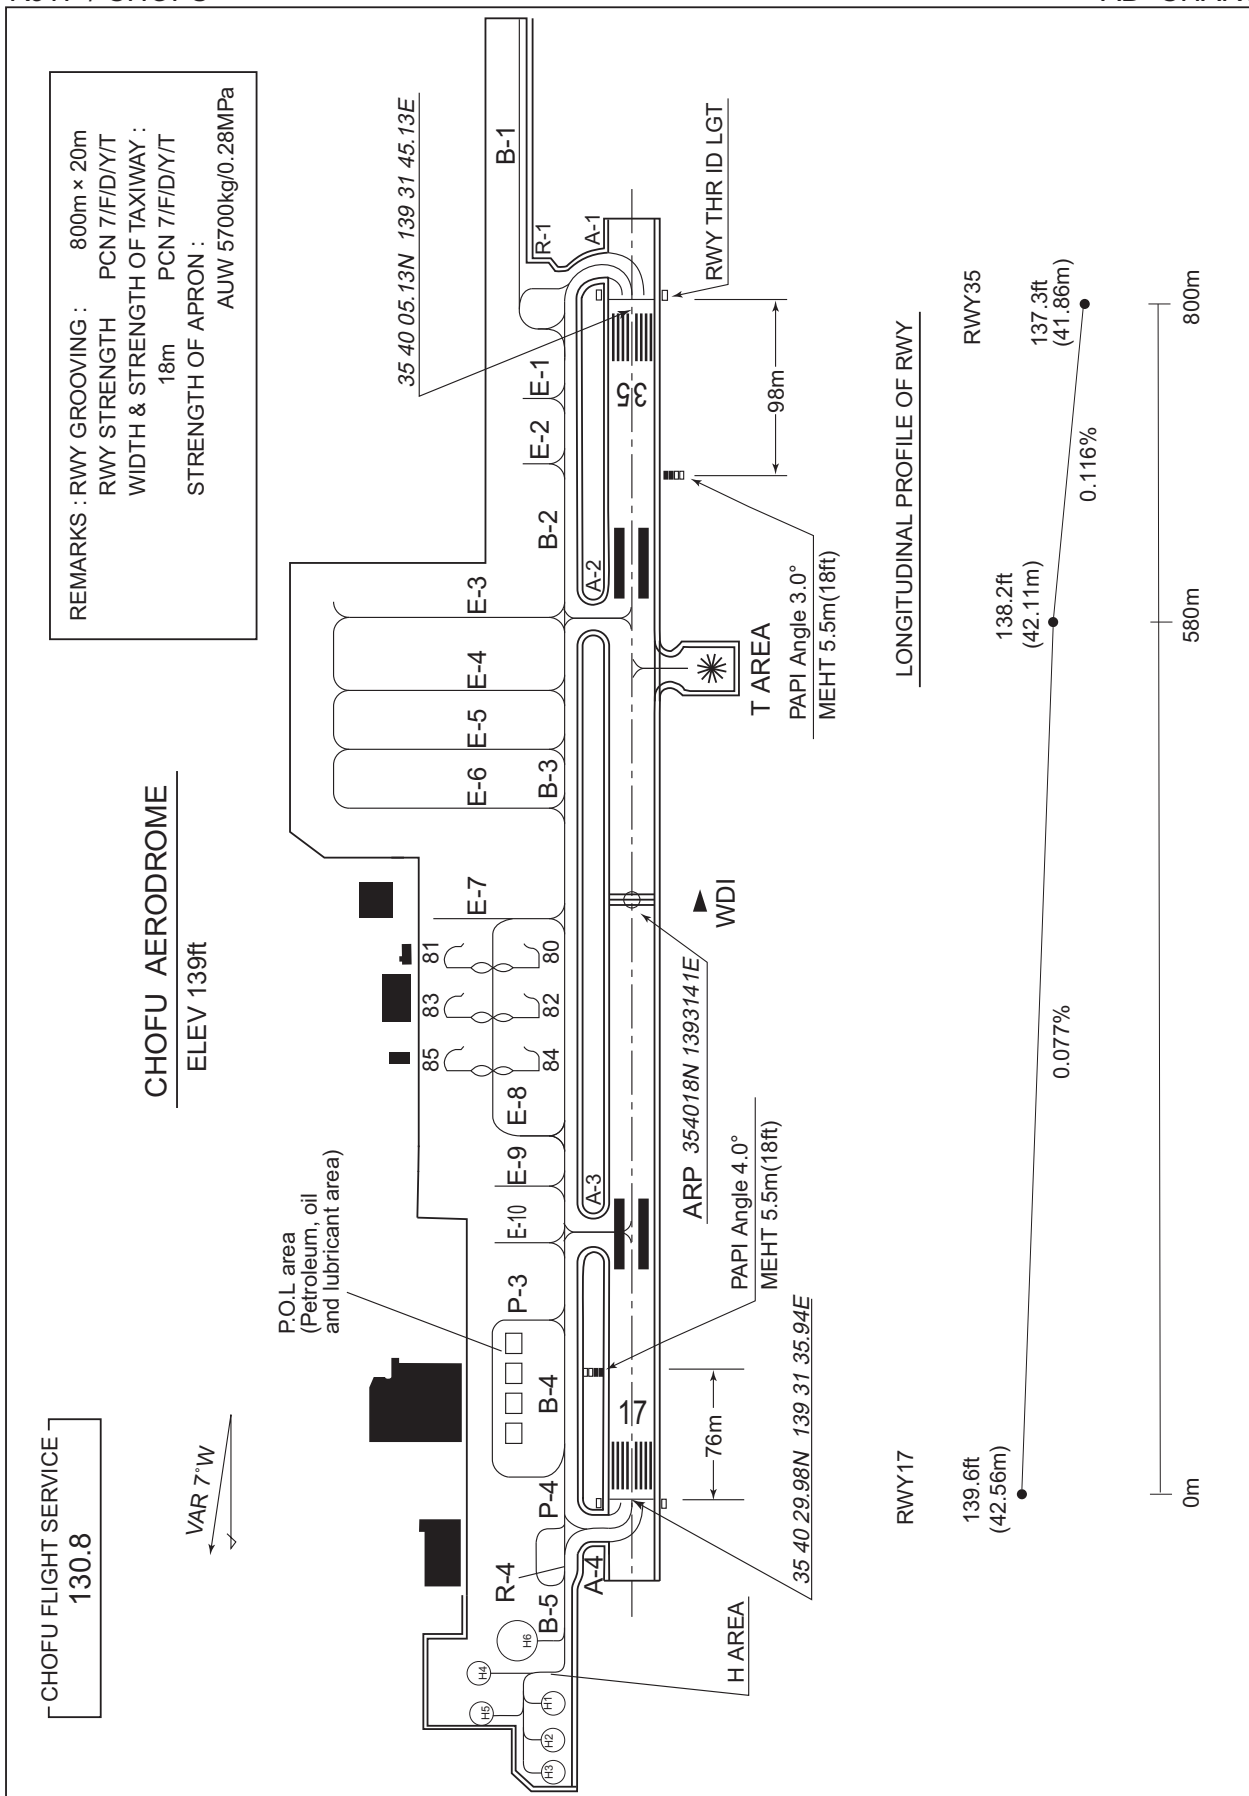 CHOFU FLIGHT SERVICE
130.8
VAR 7°W
CHOFU AERODROME
ELEV 139ft
REMARKS : RWY GROOVING : 800m × 20m
RWY STRENGTH PCN 7/F/D/Y/T
WIDTH & STRENGTH OF TAXIWAY :
18m PCN 7/F/D/Y/T
STRENGTH OF APRON :
AUW 5700kg/0.28MPa
P.O.L area
(Petroleum, oil
and lubricant area)
35 40 05.13N 139 31 45.13E
B-1
R-1
A-1
RWY THR ID LGT
E-1
E-2
B-2
E-3
E-4
E-5
E-6
B-3
E-7
81
80
83
82
85
84
E-8
E-9
E-10
P-3
B-4
P-4
R-4
B-5
A-4
A-3
A-2
H6
H4
H5
H1
H2
H3
H AREA
17
35
76m
98m
35 40 29.98N 139 31 35.94E
PAPI Angle 4.0°
MEHT 5.5m(18ft)
ARP 354018N 1393141E
WDI
T AREA
PAPI Angle 3.0°
MEHT 5.5m(18ft)
LONGITUDINAL PROFILE OF RWY
RWY17
139.6ft
(42.56m)
0.077%
138.2ft
(42.11m)
0.116%
RWY35
137.3ft
(41.86m)
0m
580m
800m